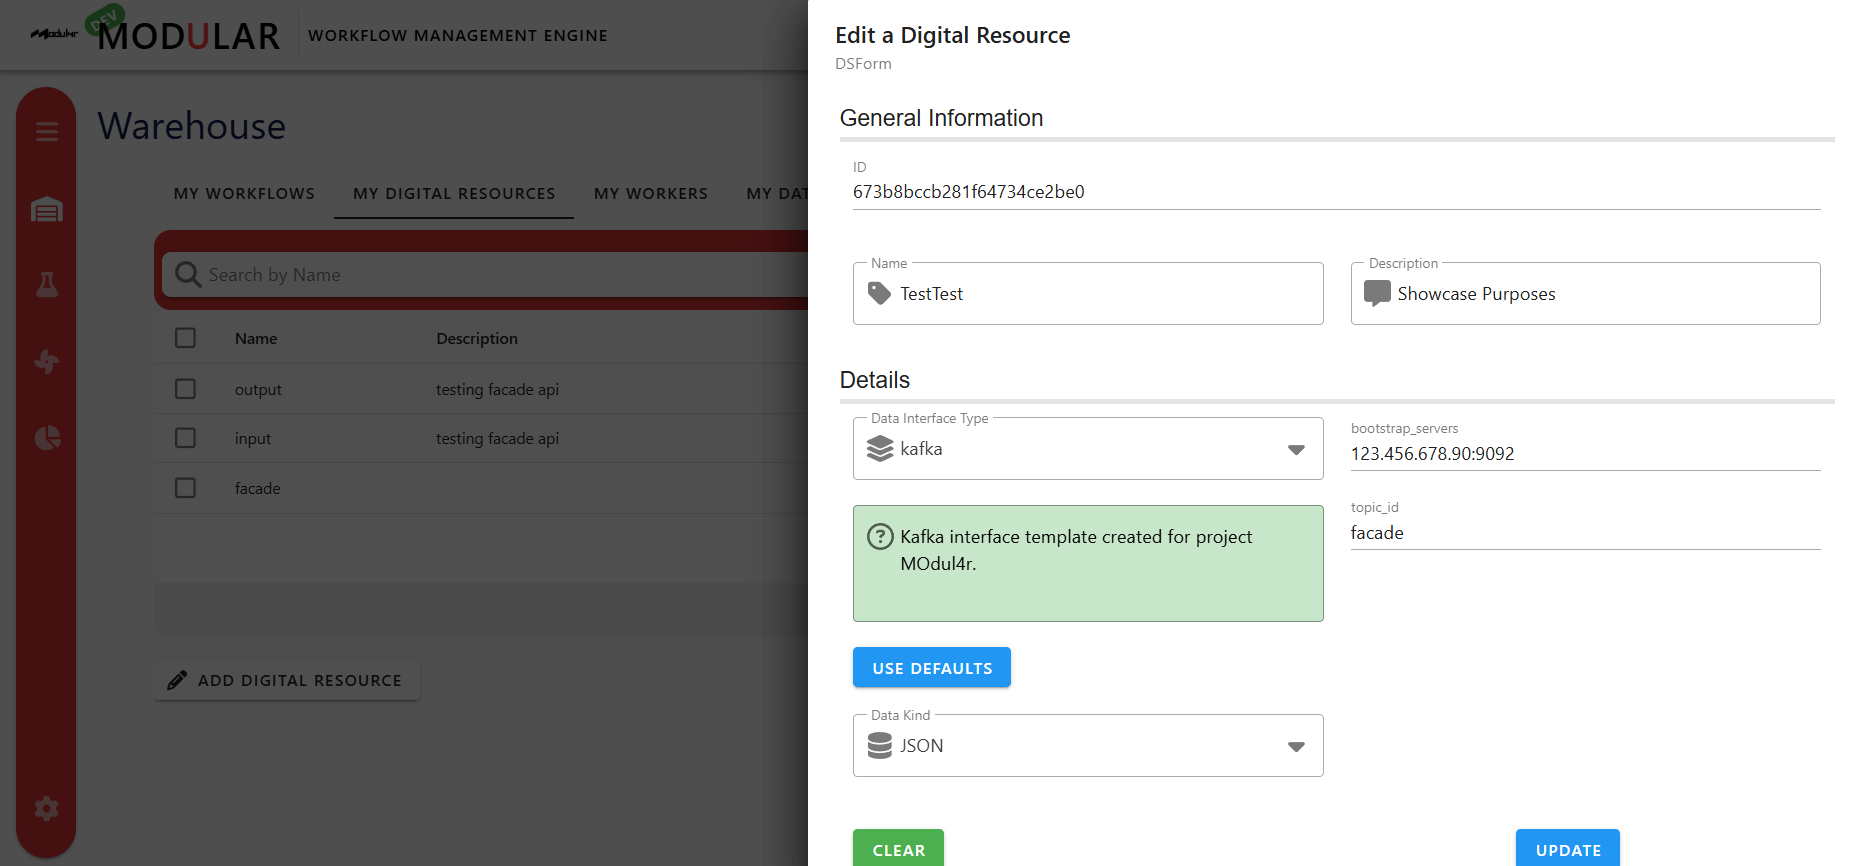 Modul4r
DEV
MODULAR
WORKFLOW MANAGEMENT ENGINE
Warehouse
MY WORKFLOWS
MY DIGITAL RESOURCES
MY WORKERS
MY DAT
Search by Name
Name Description
output testing facade api
input testing facade api
facade
ADD DIGITAL RESOURCE
Edit a Digital Resource
DSForm
General Information
ID
673b8bccb281f64734ce2be0
Name
TestTest
Description
Showcase Purposes
Details
Data Interface Type
kafka
bootstrap_servers
123.456.678.90:9092
topic_id
facade
Kafka interface template created for project
MOdul4r.
USE DEFAULTS
Data Kind
JSON
CLEAR
UPDATE